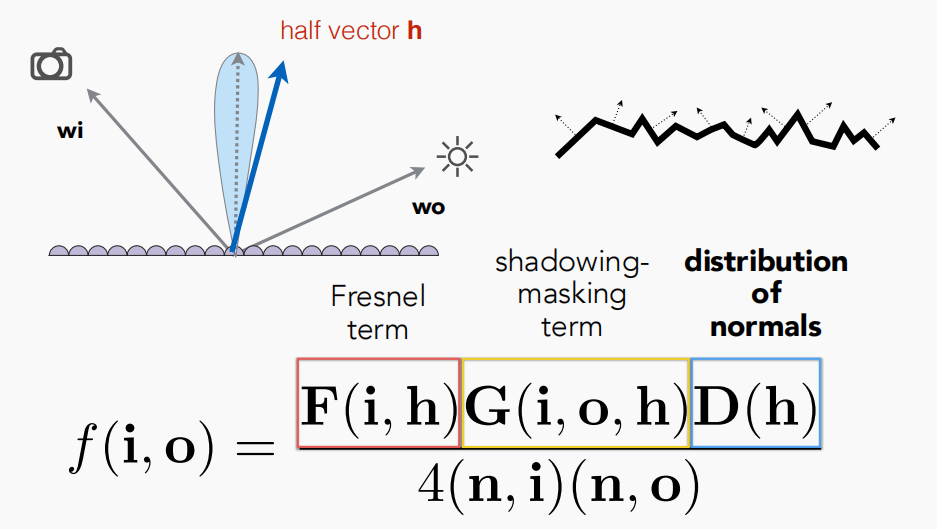 half vector h
wi
wo
Fresnel
term
shadowing-
masking
term
distribution
of
normals
f(i, o) = F(i, h)G(i, o, h)D(h)
4(n, i)(n, o)